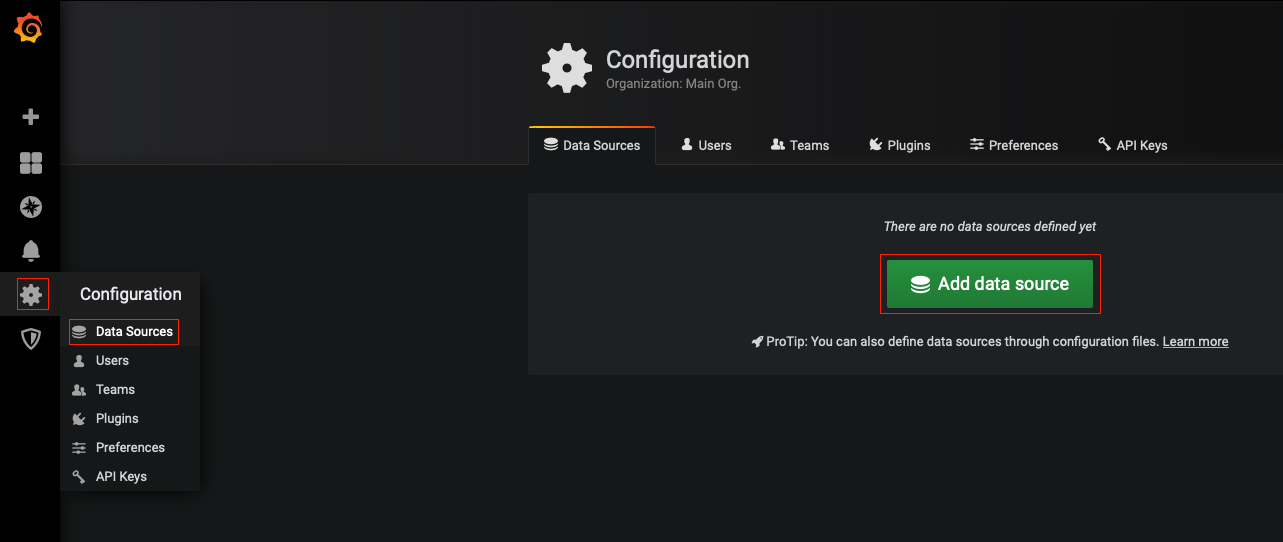 Configuration
Organization: Main Org.
Data Sources
Users
Teams
Plugins
Preferences
API Keys
There are no data sources defined yet
Add data source
ProTip: You can also define data sources through configuration files. Learn more
Configuration
Data Sources
Users
Teams
Plugins
Preferences
API Keys